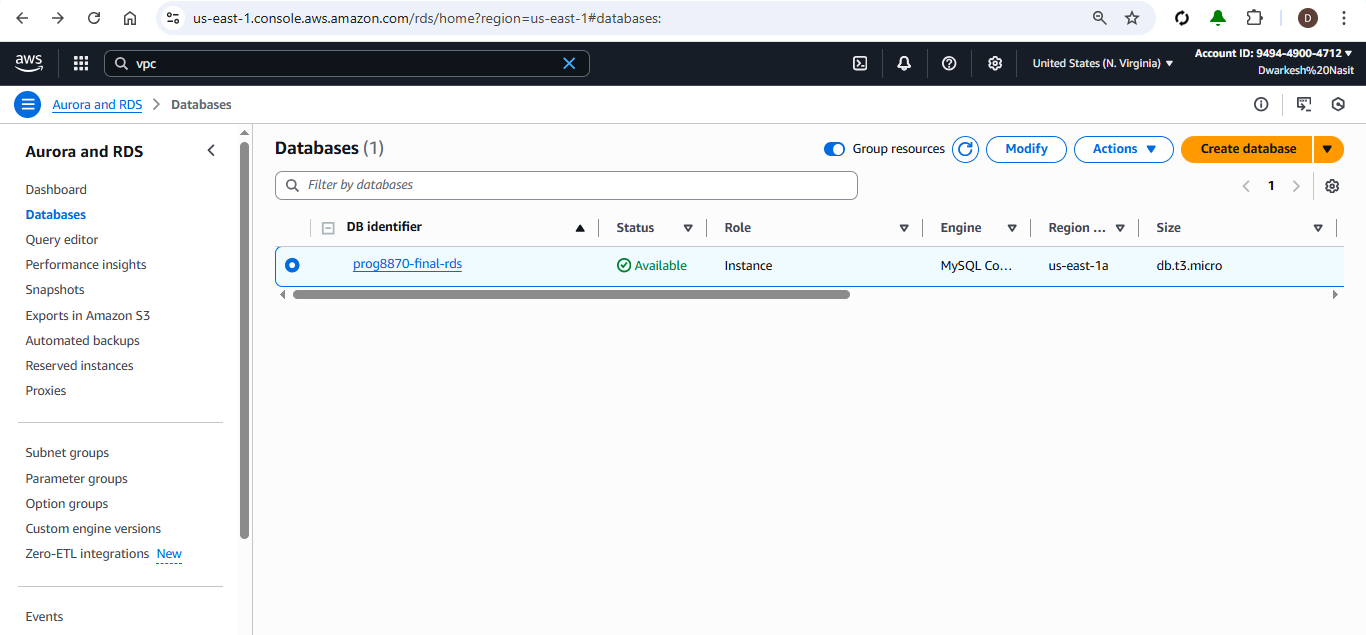 us-east-1.console.aws.amazon.com/rds/home?region=us-east-1#databases:
D
aws
vpc
United States (N. Virginia)
Account ID: 9494-4900-4712
Dwarkesh%20Nasit
Aurora and RDS
Databases
Aurora and RDS
Dashboard
Databases
Query editor
Performance insights
Snapshots
Exports in Amazon S3
Automated backups
Reserved instances
Proxies
Subnet groups
Parameter groups
Option groups
Custom engine versions
Zero-ETL integrations New
Events
Databases (1)
Group resources
Modify
Actions
Create database
Filter by databases
1
DB identifier Status Role Engine Region ... Size
prog8870-final-rds Available Instance MySQL Co... us-east-1a db.t3.micro